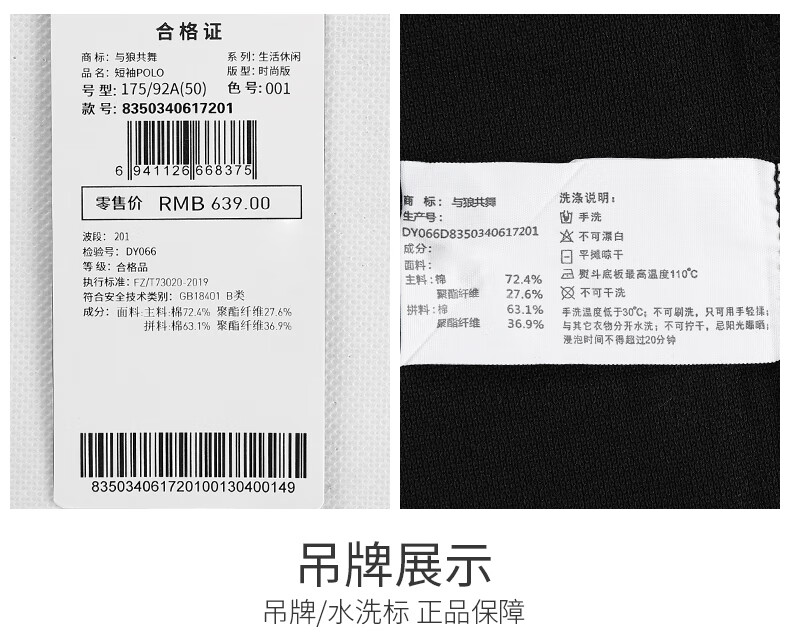 合格证
商标：与狼共舞 系列：生活休闲
品名：短袖POLO 版型：时尚版
号型：175/92A(50) 色号：001
款号：8350340617201
6 941126 668375
零售价 RMB 639.00
波段：201
检验号：DY066
等级：合格品
执行标准：FZ/T73020-2019
符合安全技术类别：GB18401 B类
成分：面料：主料：棉72.4% 聚酯纤维27.6%
拼料：棉63.1% 聚酯纤维36.9%
835034061720100130400149
商 标：与狼共舞
生产号：
DY066D8350340617201
成分：
面料：
主料：棉 72.4%
聚酯纤维 27.6%
拼料：棉 63.1%
聚酯纤维 36.9%
洗涤说明：
手洗
不可漂白
平摊晾干
熨斗底板最高温度110℃
不可干洗
手洗温度低于30℃；不可刷洗，只可用手轻揉；
与其它衣物分开水洗；不可拧干，忌阳光曝晒；
浸泡时间不得超过20分钟
吊牌展示
吊牌/水洗标 正品保障